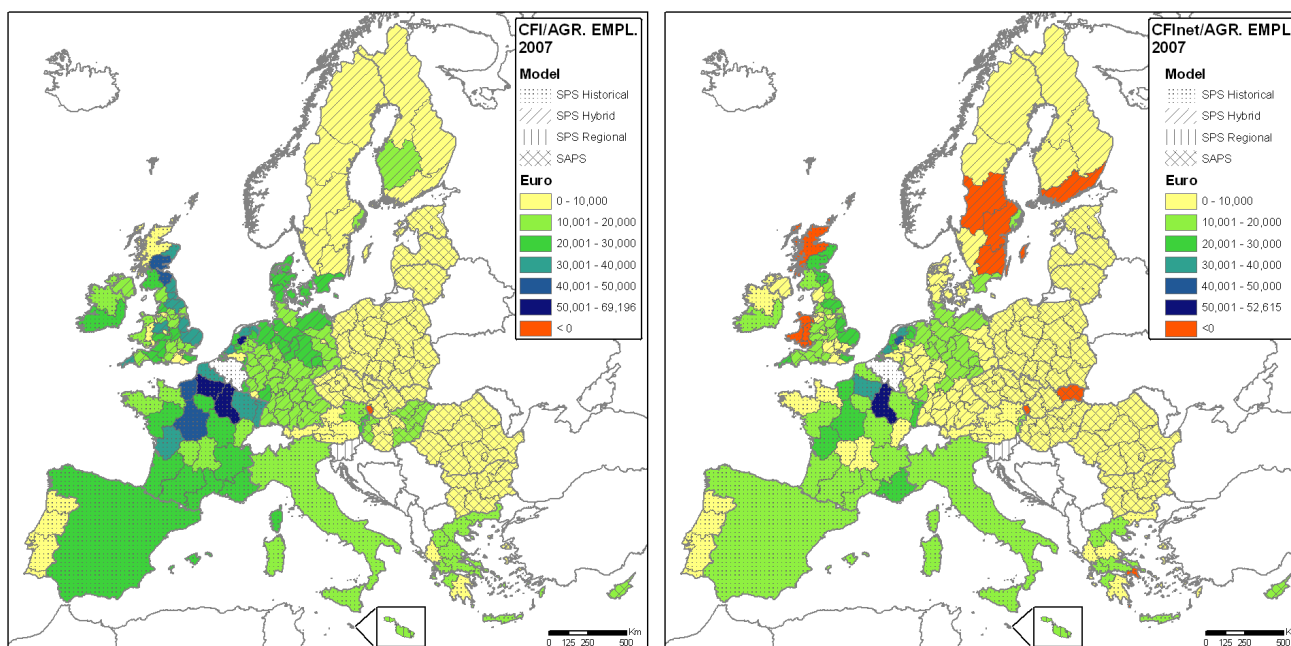 CFI/AGR. EMPL.
2007
Model
SPS Historical
SPS Hybrid
SPS Regional
SAPS
Euro
0 - 10,000
10,001 - 20,000
20,001 - 30,000
30,001 - 40,000
40,001 - 50,000
50,001 - 69,196
< 0
Km
0 125 250 500
CFInet/AGR. EMPL.
2007
Model
SPS Historical
SPS Hybrid
SPS Regional
SAPS
Euro
0 - 10,000
10,001 - 20,000
20,001 - 30,000
30,001 - 40,000
40,001 - 50,000
50,001 - 52,615
<0
Km
0 125 250 500